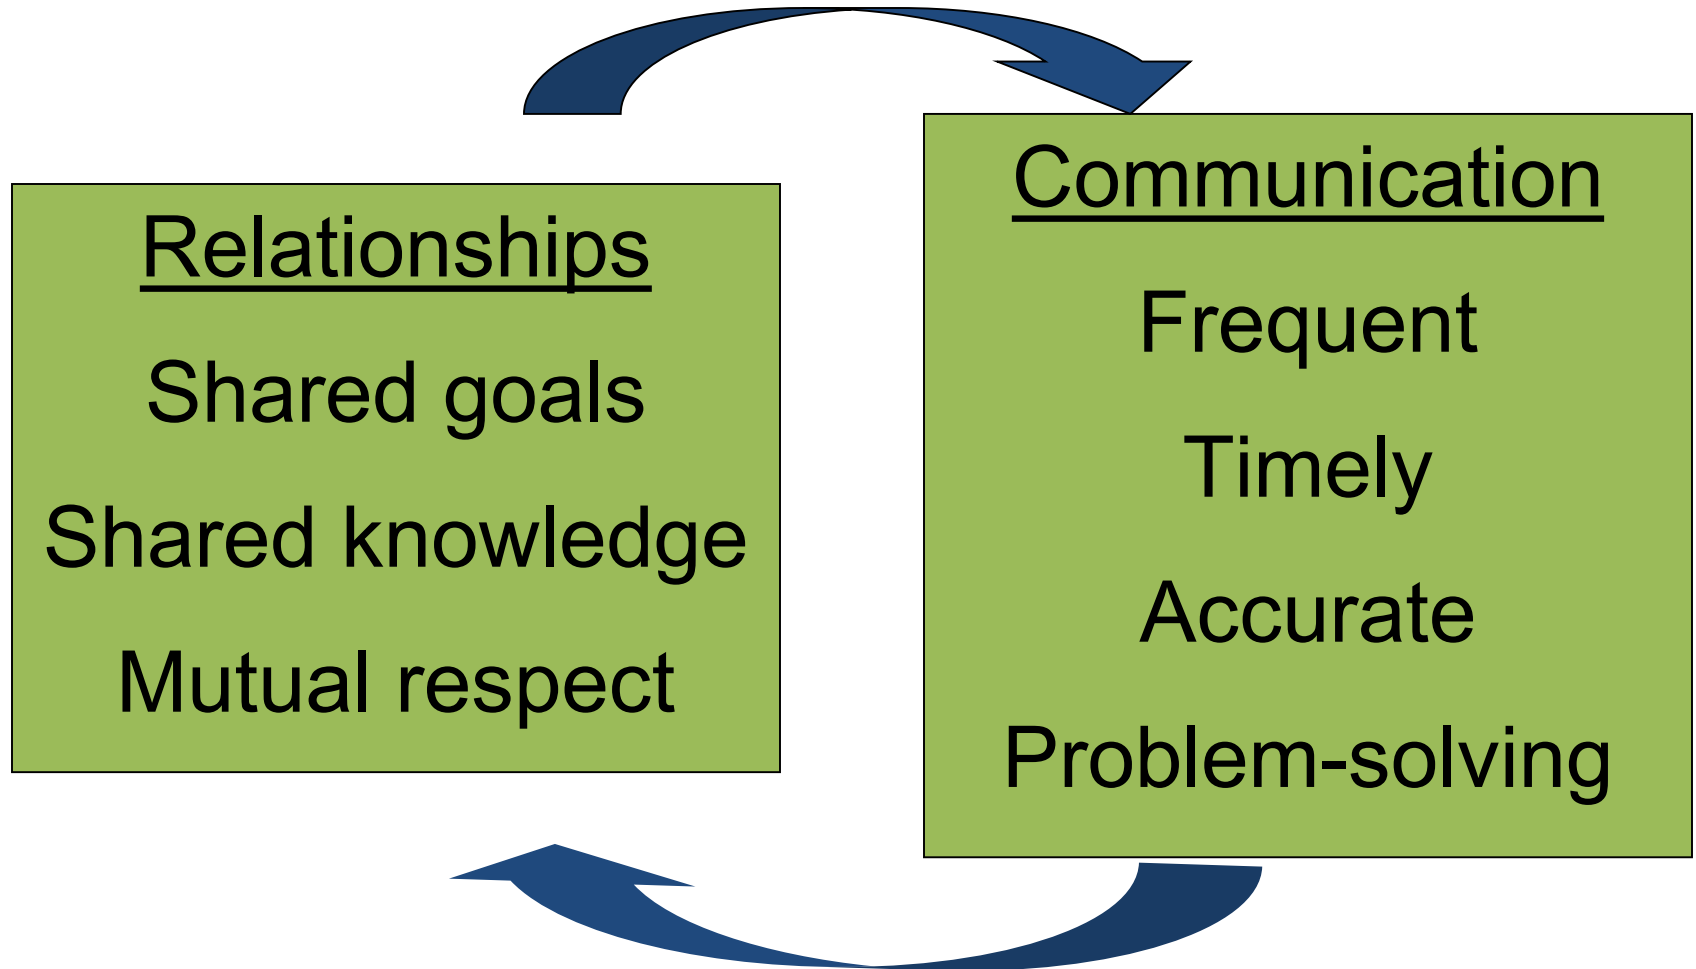 Relationships
Shared goals
Shared knowledge
Mutual respect
Communication
Frequent
Timely
Accurate
Problem-solving